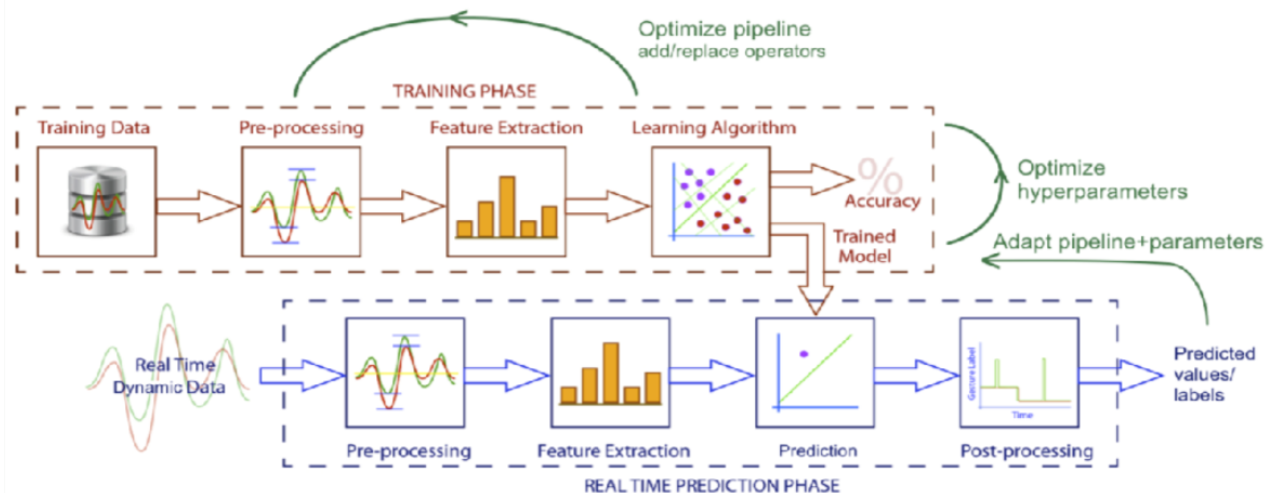 Optimize pipeline
add/replace operators
TRAINING PHASE
Training Data
Pre-processing
Feature Extraction
Learning Algorithm
%
Accuracy
Trained
Model
Optimize
hyperparameters
Adapt pipeline+parameters
Real Time
Dynamic Data
Gesture Label
Time
Predicted
values/
labels
Pre-processing
Feature Extraction
Prediction
Post-processing
REAL TIME PREDICTION PHASE